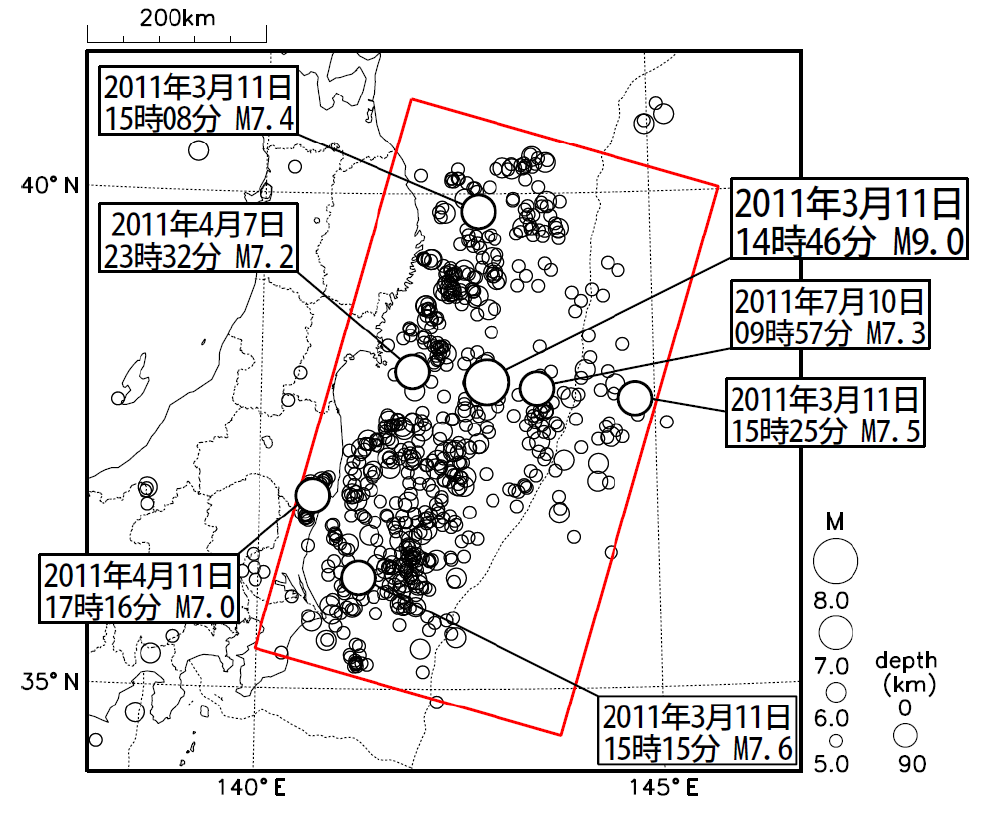 200km
2011年3月11日
15時08分 M7.4
40°N
2011年3月11日
14時46分 M9.0
2011年4月7日
23時32分 M7.2
2011年7月10日
09時57分 M7.3
2011年3月11日
15時25分 M7.5
2011年4月11日
17時16分 M7.0
2011年3月11日
15時15分 M7.6
35°N
140°E
145°E
M
8.0
7.0
6.0
5.0
depth
(km)
0
90